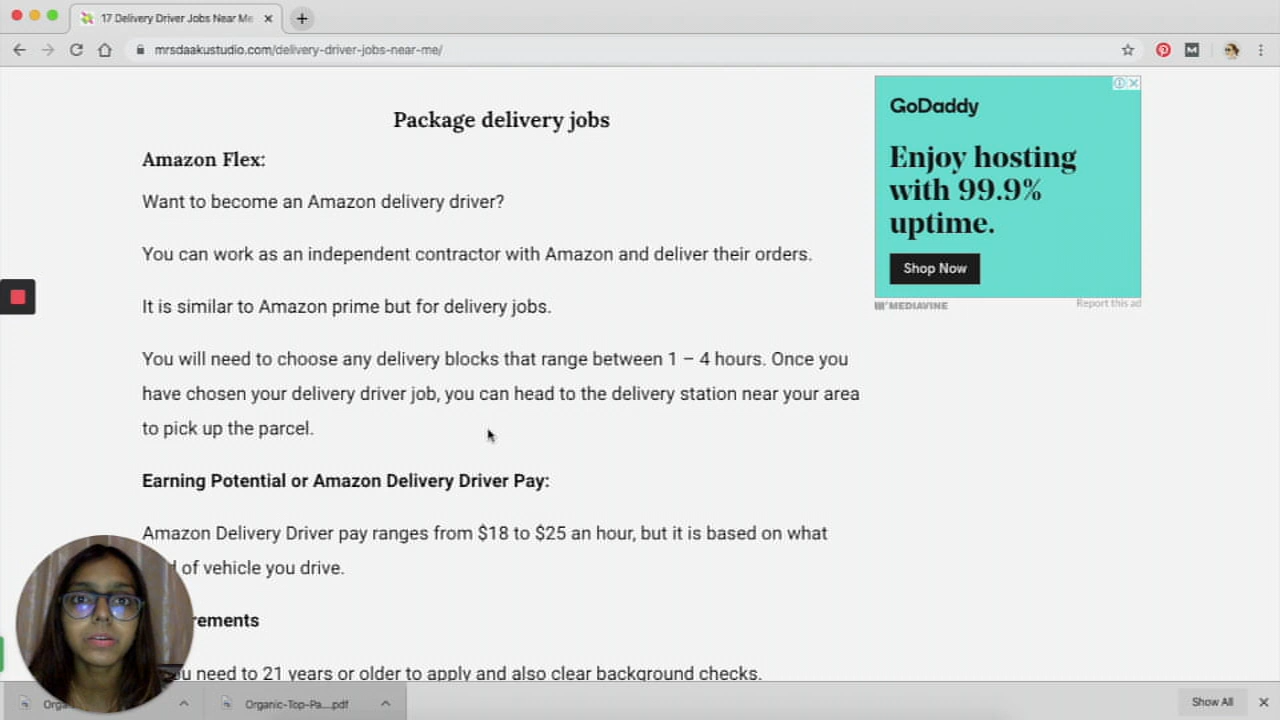 17 Delivery Driver Jobs Near Me
mrsdaakustudio.com/delivery-driver-jobs-near-me/
Package delivery jobs
Amazon Flex:
Want to become an Amazon delivery driver?
You can work as an independent contractor with Amazon and deliver their orders.
It is similar to Amazon prime but for delivery jobs.
You will need to choose any delivery blocks that range between 1 – 4 hours. Once you
have chosen your delivery driver job, you can head to the delivery station near your area
to pick up the parcel.
Earning Potential or Amazon Delivery Driver Pay:
Amazon Delivery Driver pay ranges from $18 to $25 an hour, but it is based on what
of vehicle you drive.
rements
need to 21 years or older to apply and also clear background checks.
GoDaddy
Enjoy hosting
with 99.9%
uptime.
Shop Now
MEDIAVINE
Report this ad
Organic-Top-Pa....pdf
Show All